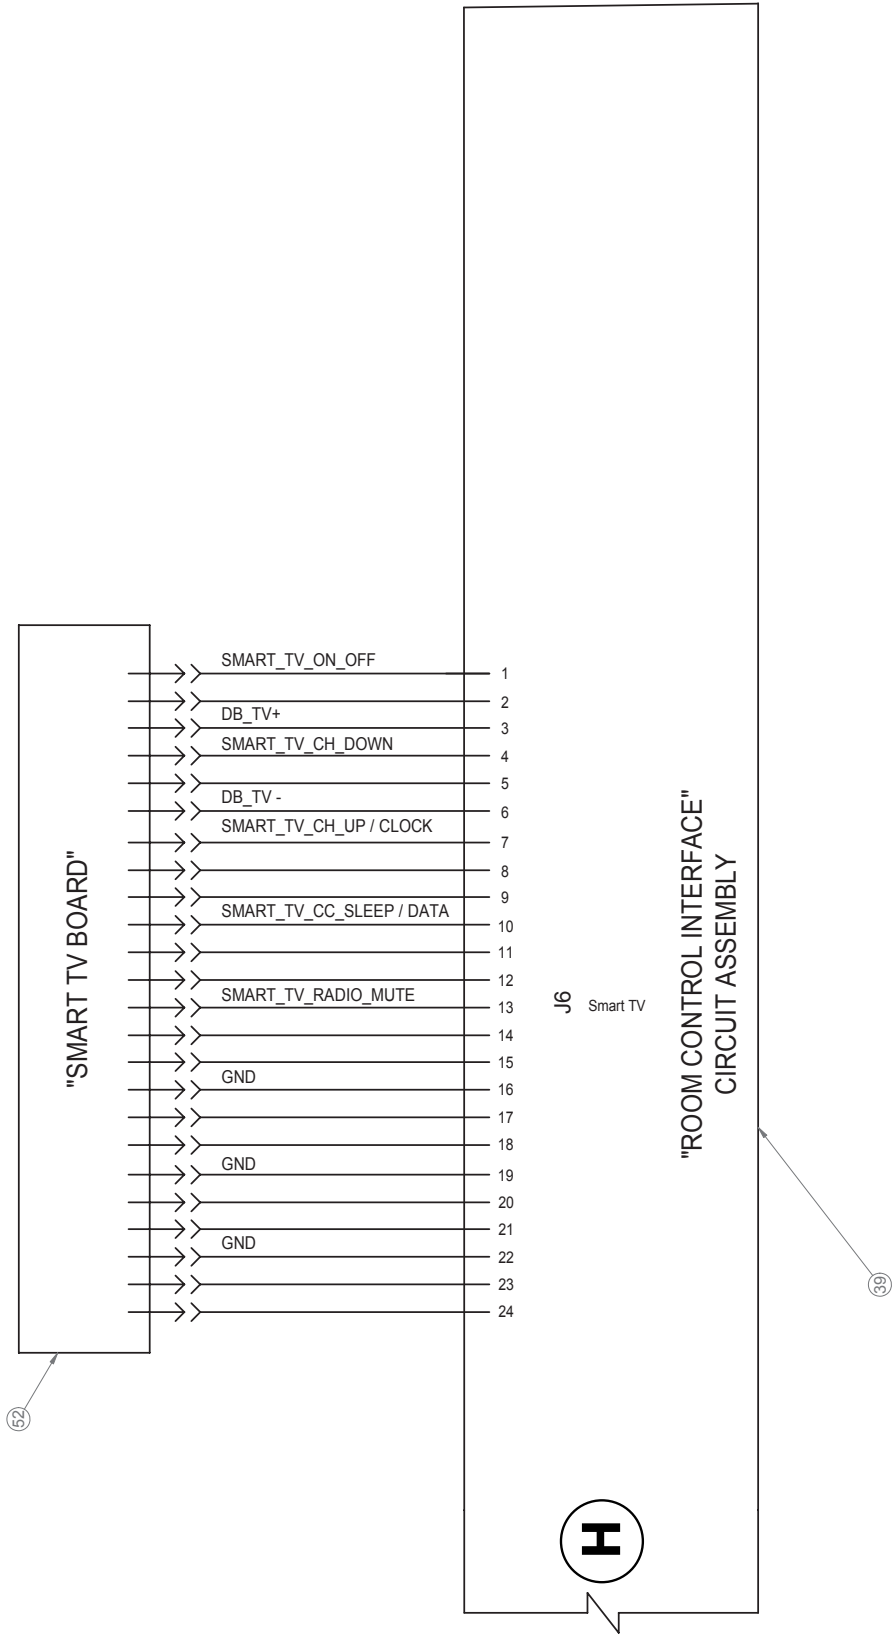 SMART_TV_ON_OFF
1
2
DB_TV+
3
SMART_TV_CH_DOWN
4
5
DB_TV -
6
SMART_TV_CH_UP / CLOCK
7
8
9
SMART_TV_CC_SLEEP / DATA
10
11
12
SMART_TV_RADIO_MUTE
13
14
15
GND
16
17
18
GND
19
20
21
GND
22
23
24
"SMART TV BOARD"
J6
Smart TV
"ROOM CONTROL INTERFACE"
CIRCUIT ASSEMBLY
39
52
H